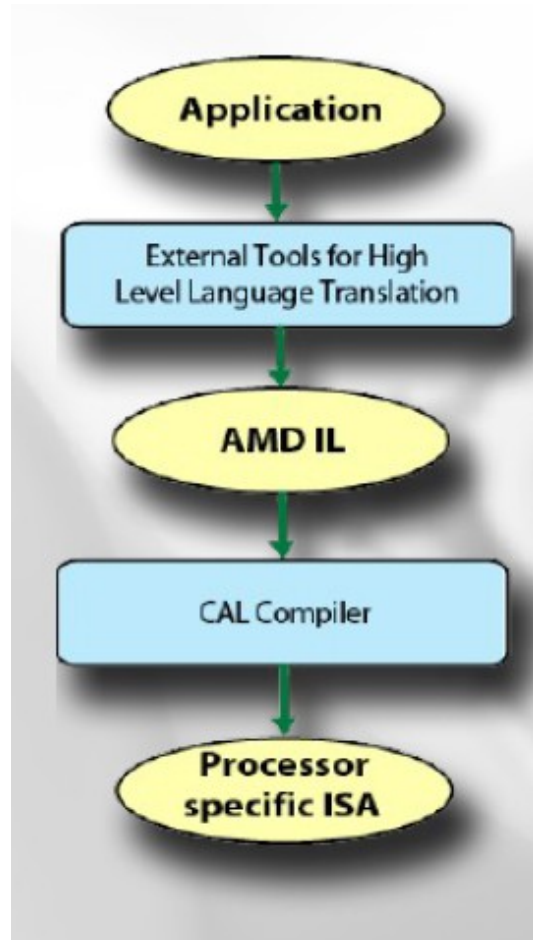 Application
External Tools for High
Level Language Translation
AMD IL
CAL Compiler
Processor
specific ISA